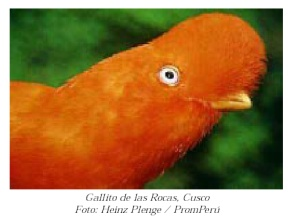 Gallito de las Rocas, Cusco
Foto: Heinz Plenge / PromPerú